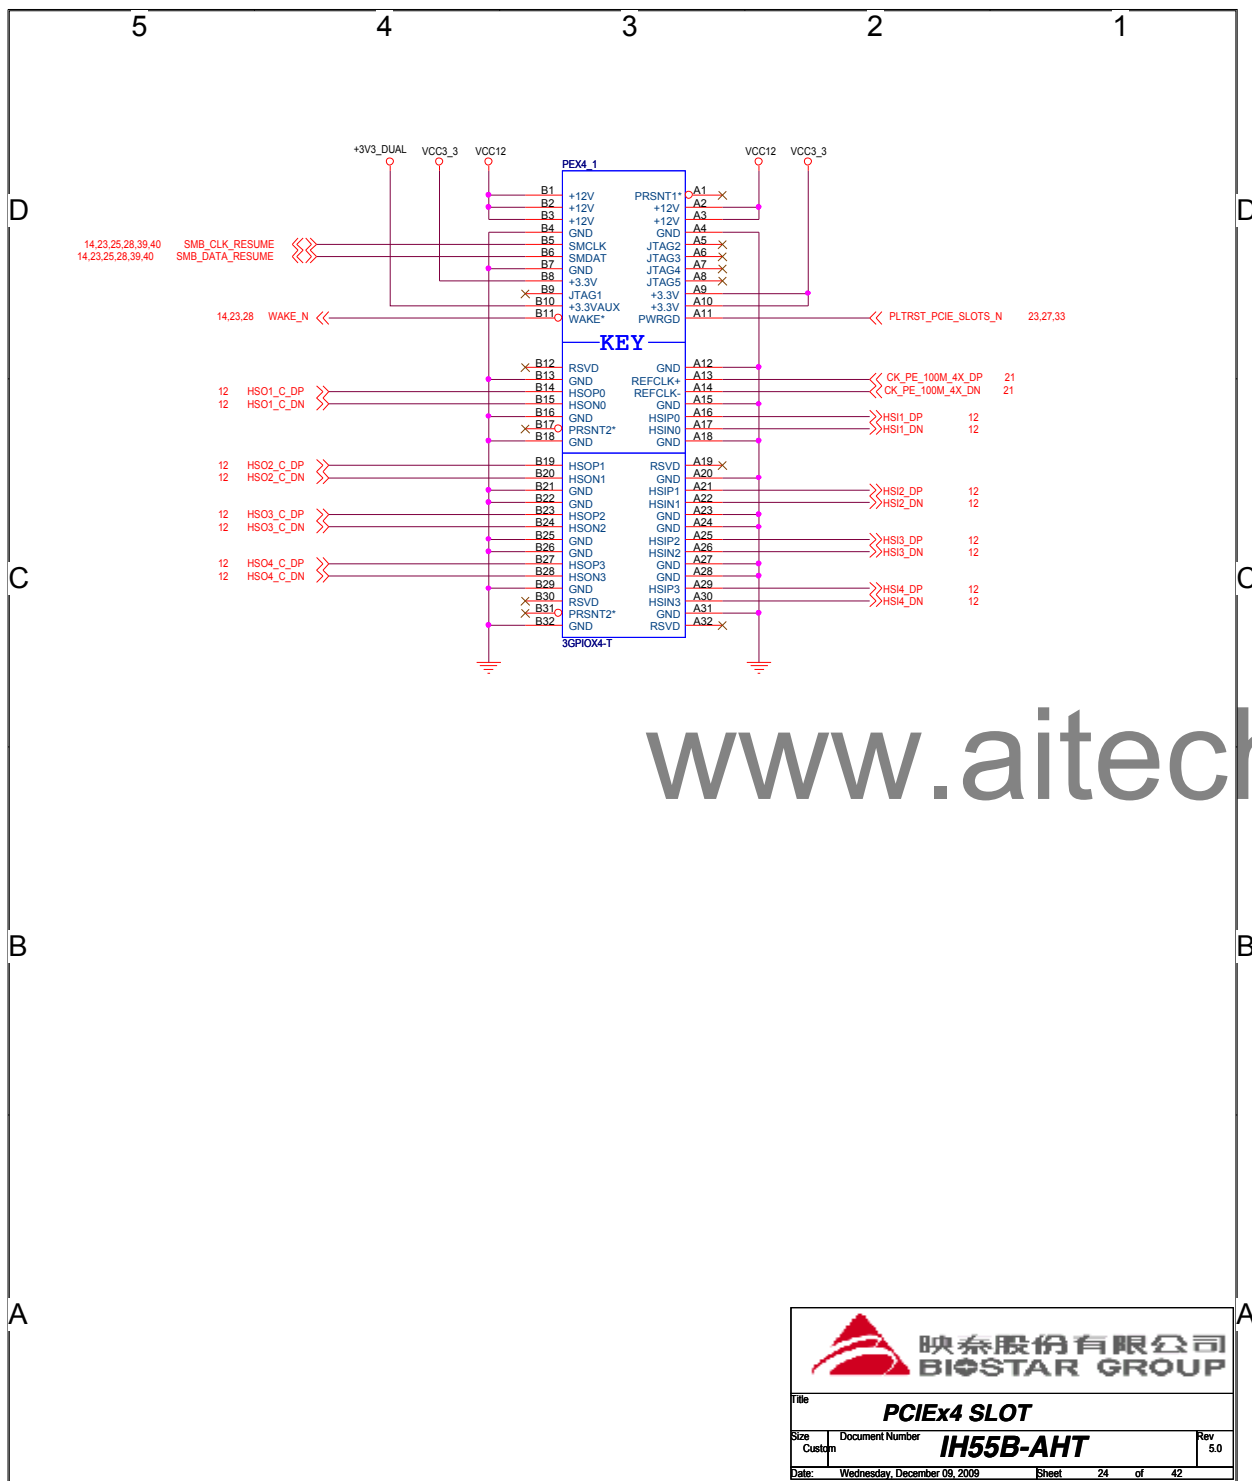 5 4 3 2 1
+3V3_DUAL VCC3_3 VCC12 VCC12 VCC3_3
PEX4_1
B1 +12V PRSNT1* A1
D B2 +12V +12V A2 D
B3 +12V +12V A3
B4 GND GND A4
14,23,25,28,39,40 SMB_CLK_RESUME B5 SMCLK JTAG2 A5
14,23,25,28,39,40 SMB_DATA_RESUME B6 SMDAT JTAG3 A6
B7 GND JTAG4 A7
B8 +3.3V JTAG5 A8
B9 JTAG1 +3.3V A9
B10 +3.3VAUX +3.3V A10
14,23,28 WAKE_N B11 WAKE* PWRGD A11 PLTRST_PCIE_SLOTS_N 23,27,33
KEY
B12 RSVD GND A12
B13 GND REFCLK+ A13 CK_PE_100M_4X_DP 21
12 HSO1_C_DP B14 HSOP0 REFCLK- A14 CK_PE_100M_4X_DN 21
12 HSO1_C_DN B15 HSON0 GND A15
B16 GND HSIP0 A16 HSI1_DP 12
B17 PRSNT2* HSIN0 A17 HSI1_DN 12
B18 GND GND A18
12 HSO2_C_DP B19 HSOP1 RSVD A19
12 HSO2_C_DN B20 HSON1 GND A20
B21 GND HSIP1 A21 HSI2_DP 12
B22 GND HSIN1 A22 HSI2_DN 12
12 HSO3_C_DP B23 HSOP2 GND A23
12 HSO3_C_DN B24 HSON2 GND A24
B25 GND HSIP2 A25 HSI3_DP 12
B26 GND HSIN2 A26 HSI3_DN 12
12 HSO4_C_DP B27 HSOP3 GND A27
C 12 HSO4_C_DN B28 HSON3 GND A28 C
B29 GND HSIP3 A29 HSI4_DP 12
B30 RSVD HSIN3 A30 HSI4_DN 12
B31 PRSNT2* GND A31
B32 GND RSVD A32
3GPIOX4-T
www.aitech
B B
A A
映泰股份有限公司
BIOSTAR GROUP
Title
PCIEx4 SLOT
Size Document Number Rev
Custom IH55B-AHT 5.0
Date: Wednesday, December 09, 2009 Sheet 24 of 42